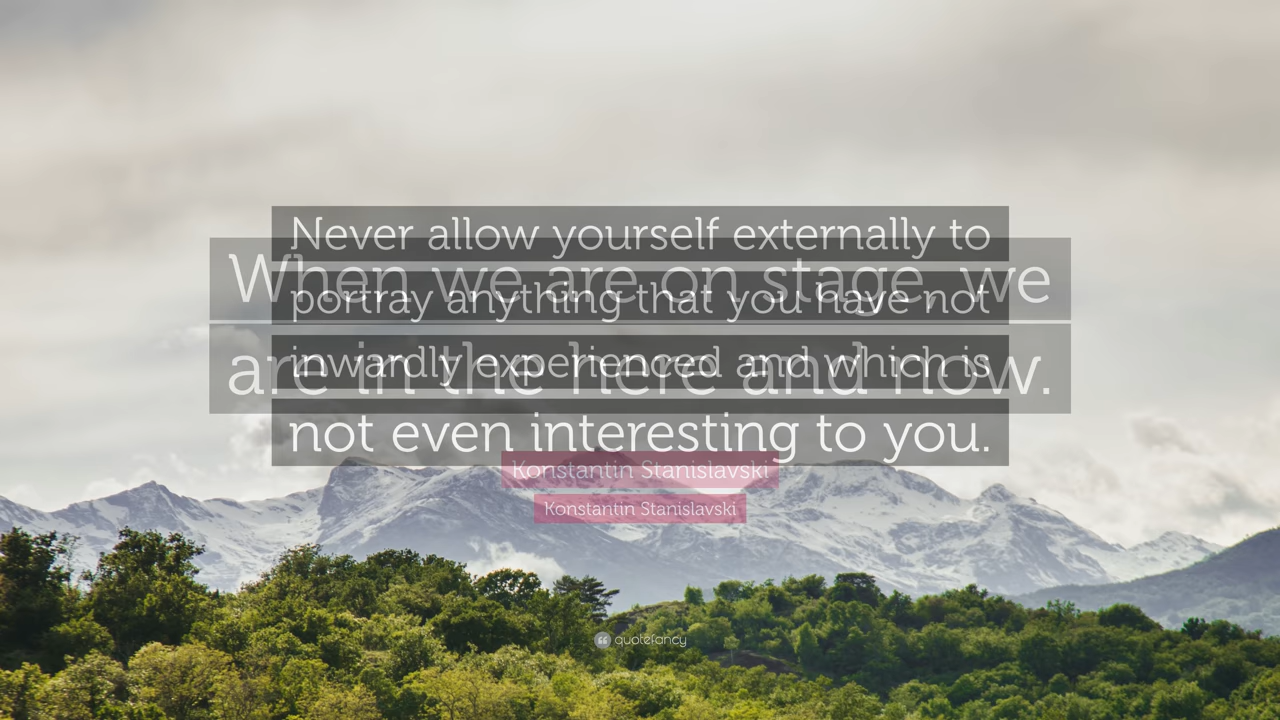 Never allow yourself externally to
portray anything that you have not
inwardly experienced and which is
not even interesting to you.
Konstantin Stanislavski
When we are on stage, we
are in the here and now.
Konstantin Stanislavski
quotefancy